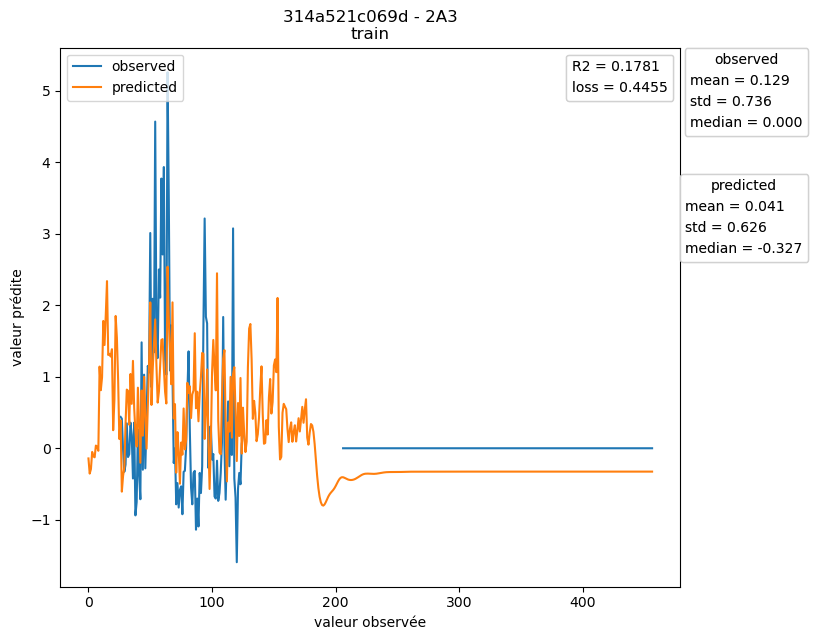 314a521c069d - 2A3
train
observed
predicted
R2 = 0.1781
loss = 0.4455
observed
mean = 0.129
std = 0.736
median = 0.000
predicted
mean = 0.041
std = 0.626
median = -0.327
valeur prédite
5
4
3
2
1
0
−1
0
100
200
300
400
valeur observée